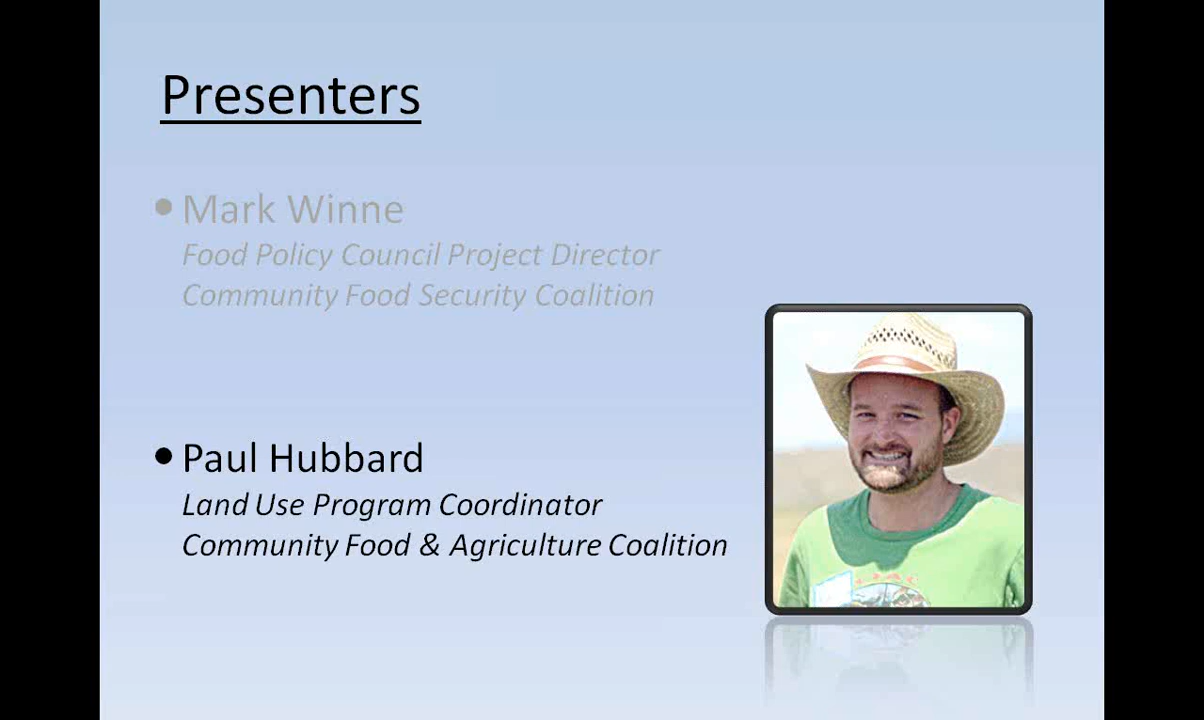 Presenters
• Mark Winne
Food Policy Council Project Director
Community Food Security Coalition
• Paul Hubbard
Land Use Program Coordinator
Community Food & Agriculture Coalition